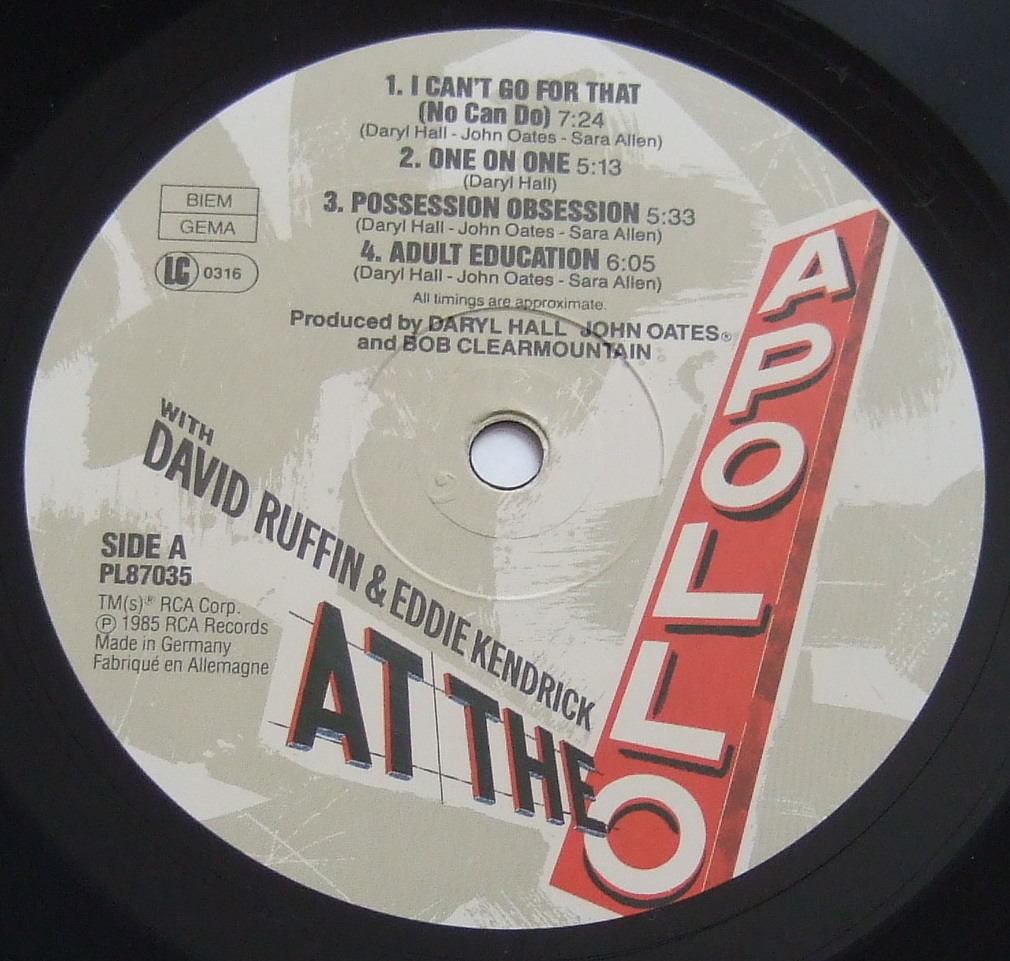 1. I CAN'T GO FOR THAT
(No Can Do) 7:24
(Daryl Hall - John Oates - Sara Allen)
2. ONE ON ONE 5:13
(Daryl Hall)
3. POSSESSION OBSESSION 5:33
(Daryl Hall - John Oates - Sara Allen)
4. ADULT EDUCATION 6:05
(Daryl Hall - John Oates - Sara Allen)
All timings are approximate.
Produced by DARYL HALL JOHN OATES®
and BOB CLEARMOUNTAIN
BIEM
GEMA
LC 0316
WITH
DAVID RUFFIN & EDDIE KENDRICK
AT THE
APOLLO
SIDE A
PL87035
TM(s)® RCA Corp.
℗ 1985 RCA Records
Made in Germany
Fabriqué en Allemagne